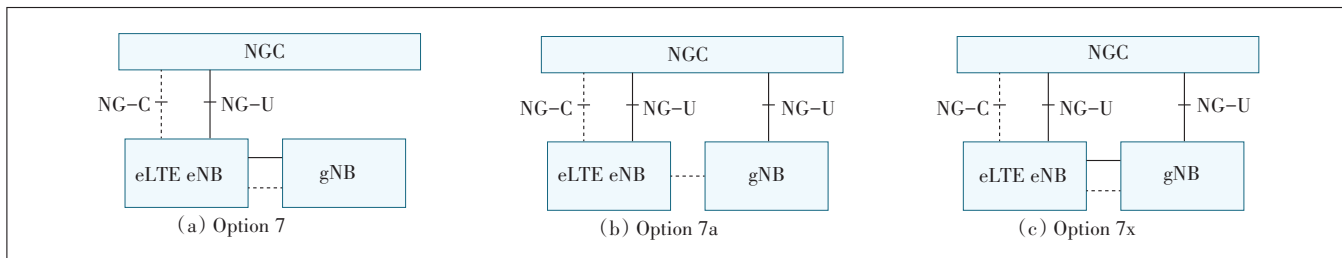 NGC
NG-C
NG-U
eLTE eNB
gNB
(a) Option 7
NGC
NG-C
NG-U
NG-U
eLTE eNB
gNB
(b) Option 7a
NGC
NG-C
NG-U
NG-U
eLTE eNB
gNB
(c) Option 7x